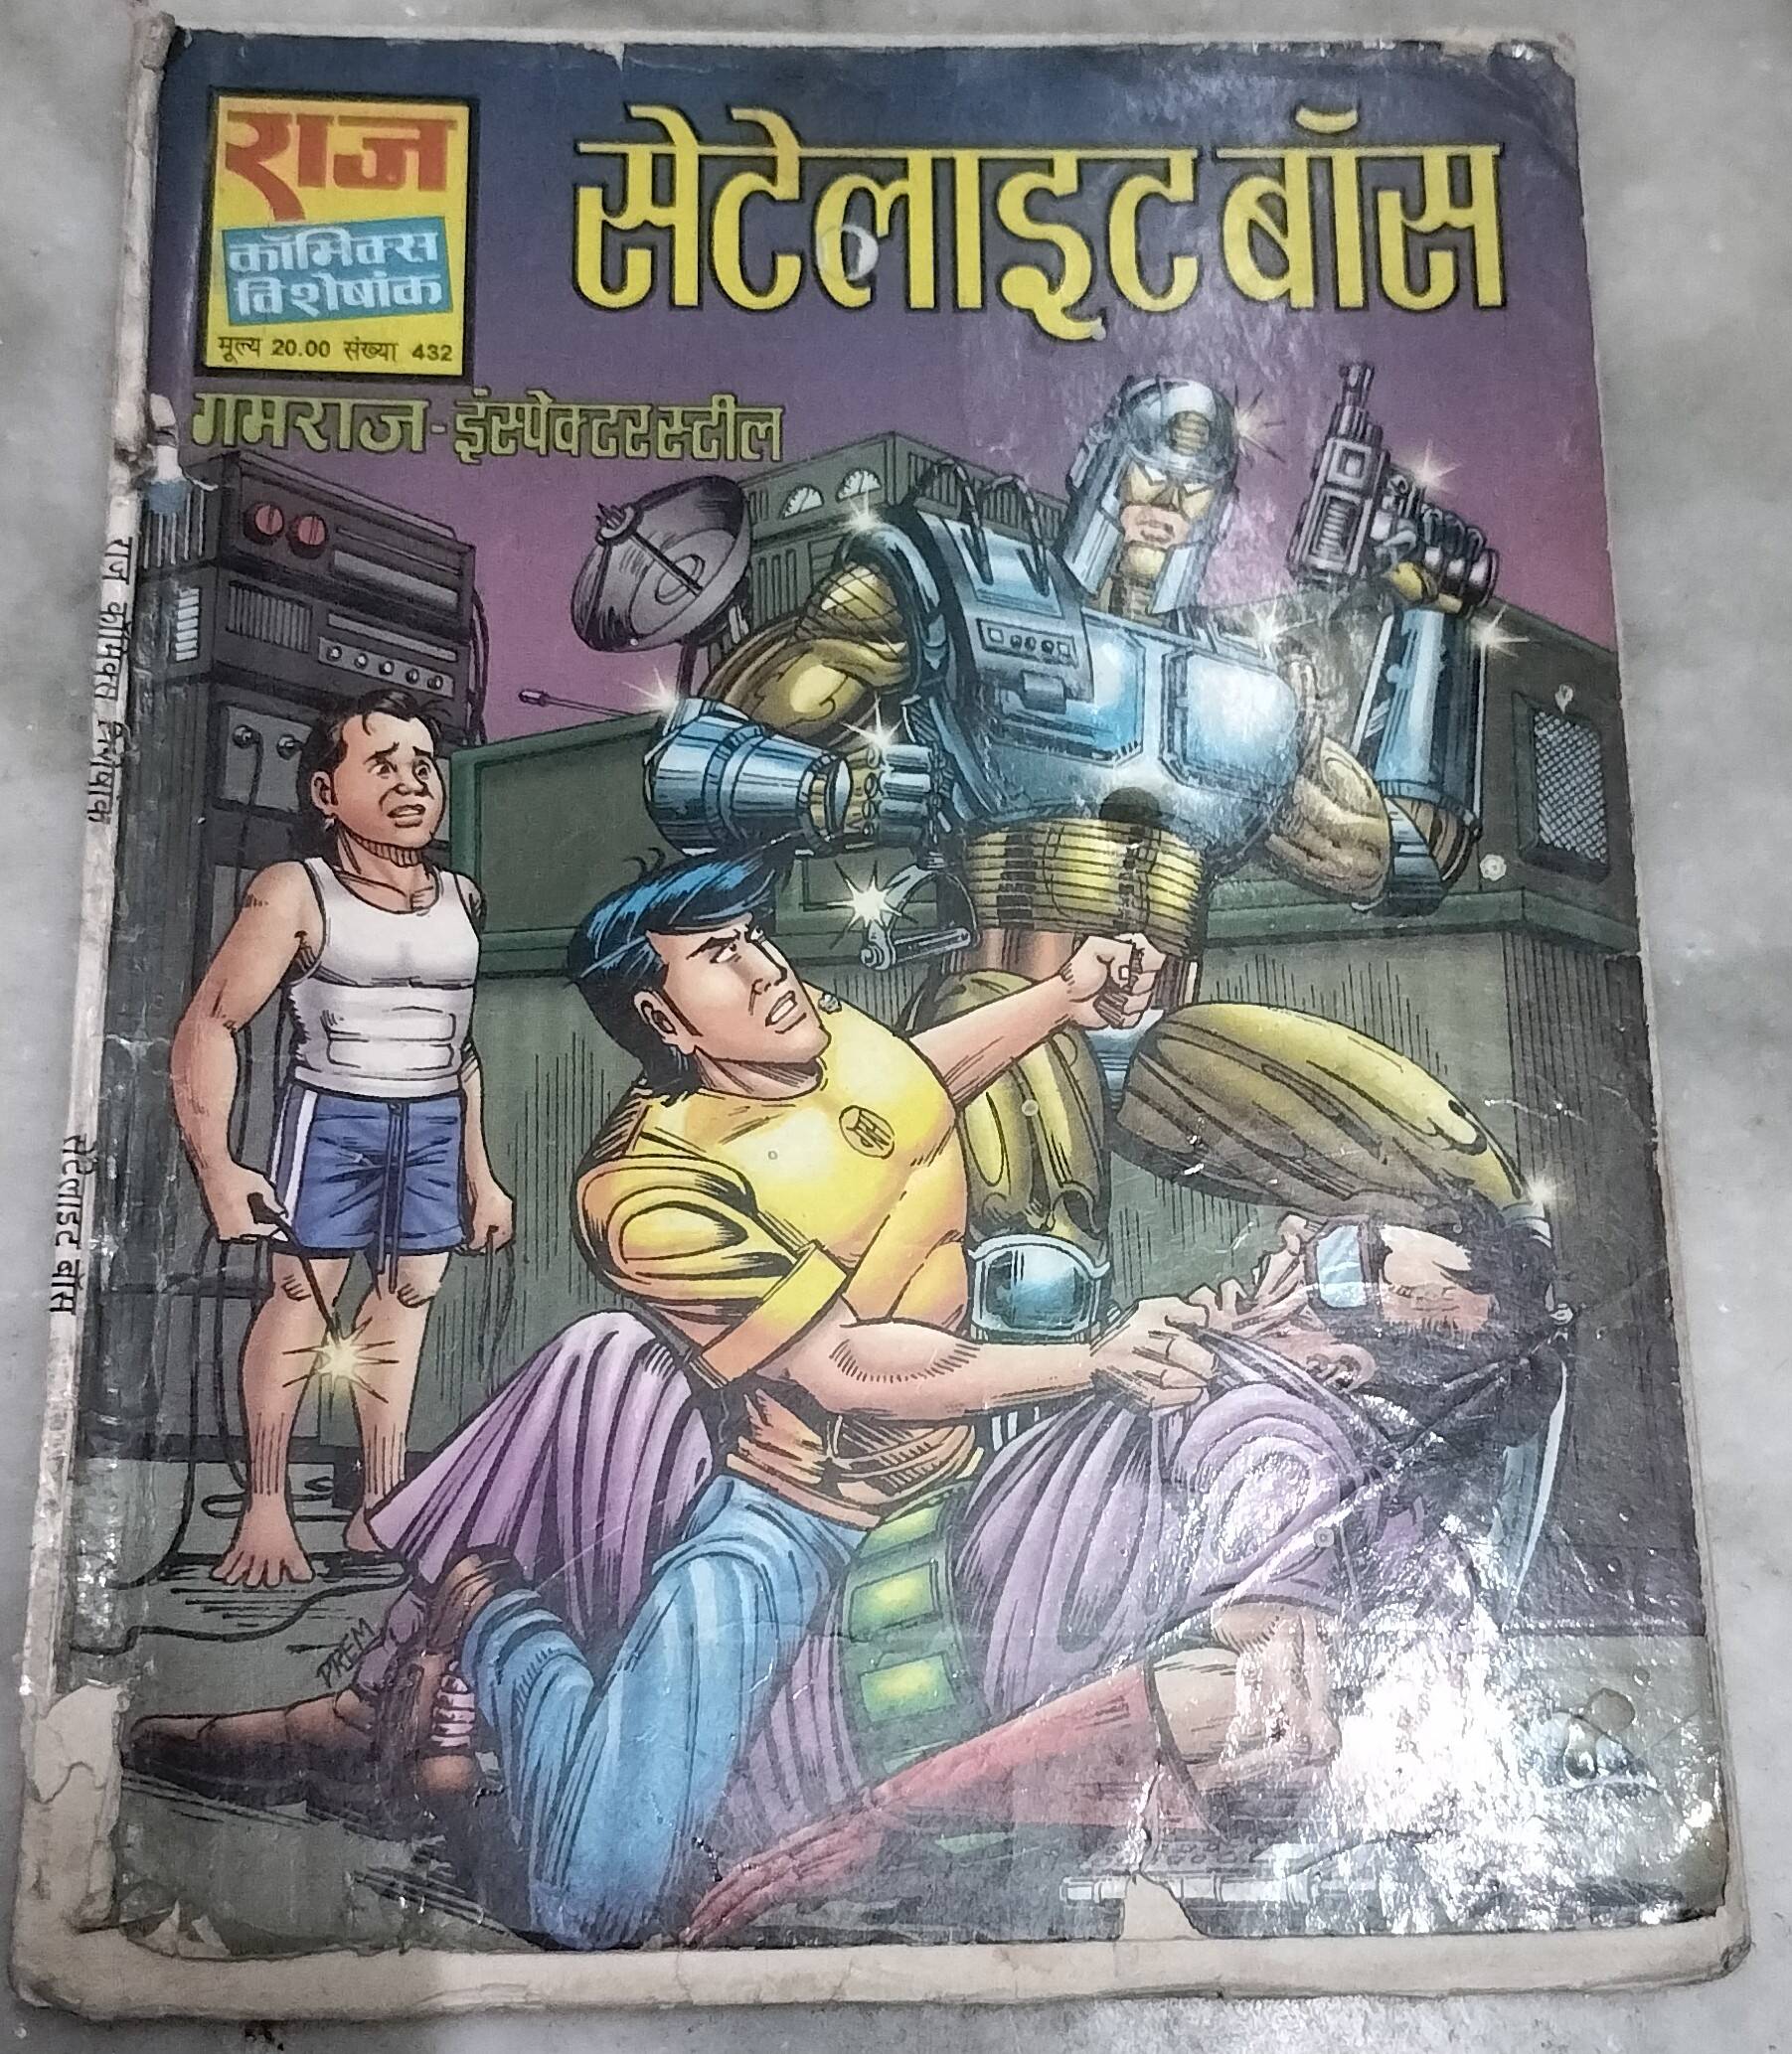 राज
कॉमिक्स
विशेषांक
मूल्य 20.00 संख्या 432
सेटेलाइट बॉस
गमराज-इंस्पेक्टर स्टील
राज कॉमिक्स विशेषांक
सेटेलाइट बॉस
PREM